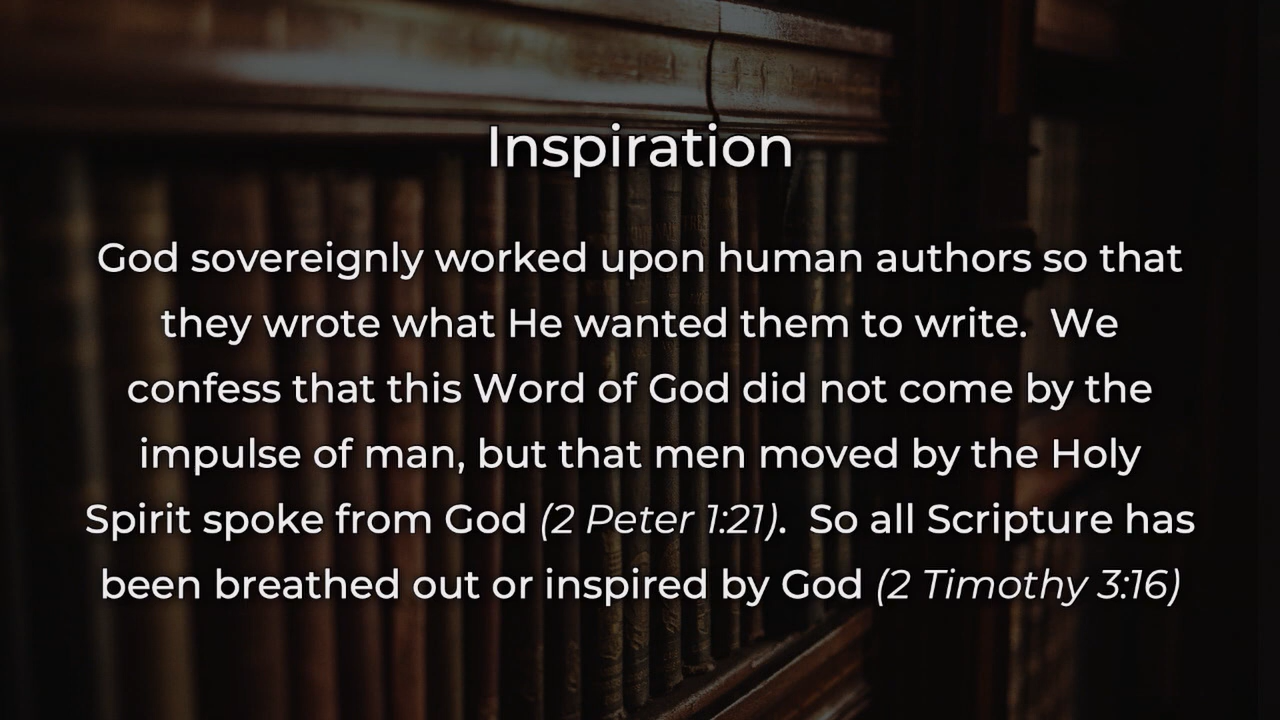 Inspiration
God sovereignly worked upon human authors so that
they wrote what He wanted them to write.  We
confess that this Word of God did not come by the
impulse of man, but that men moved by the Holy
Spirit spoke from God (2 Peter 1:21).  So all Scripture has
been breathed out or inspired by God (2 Timothy 3:16)